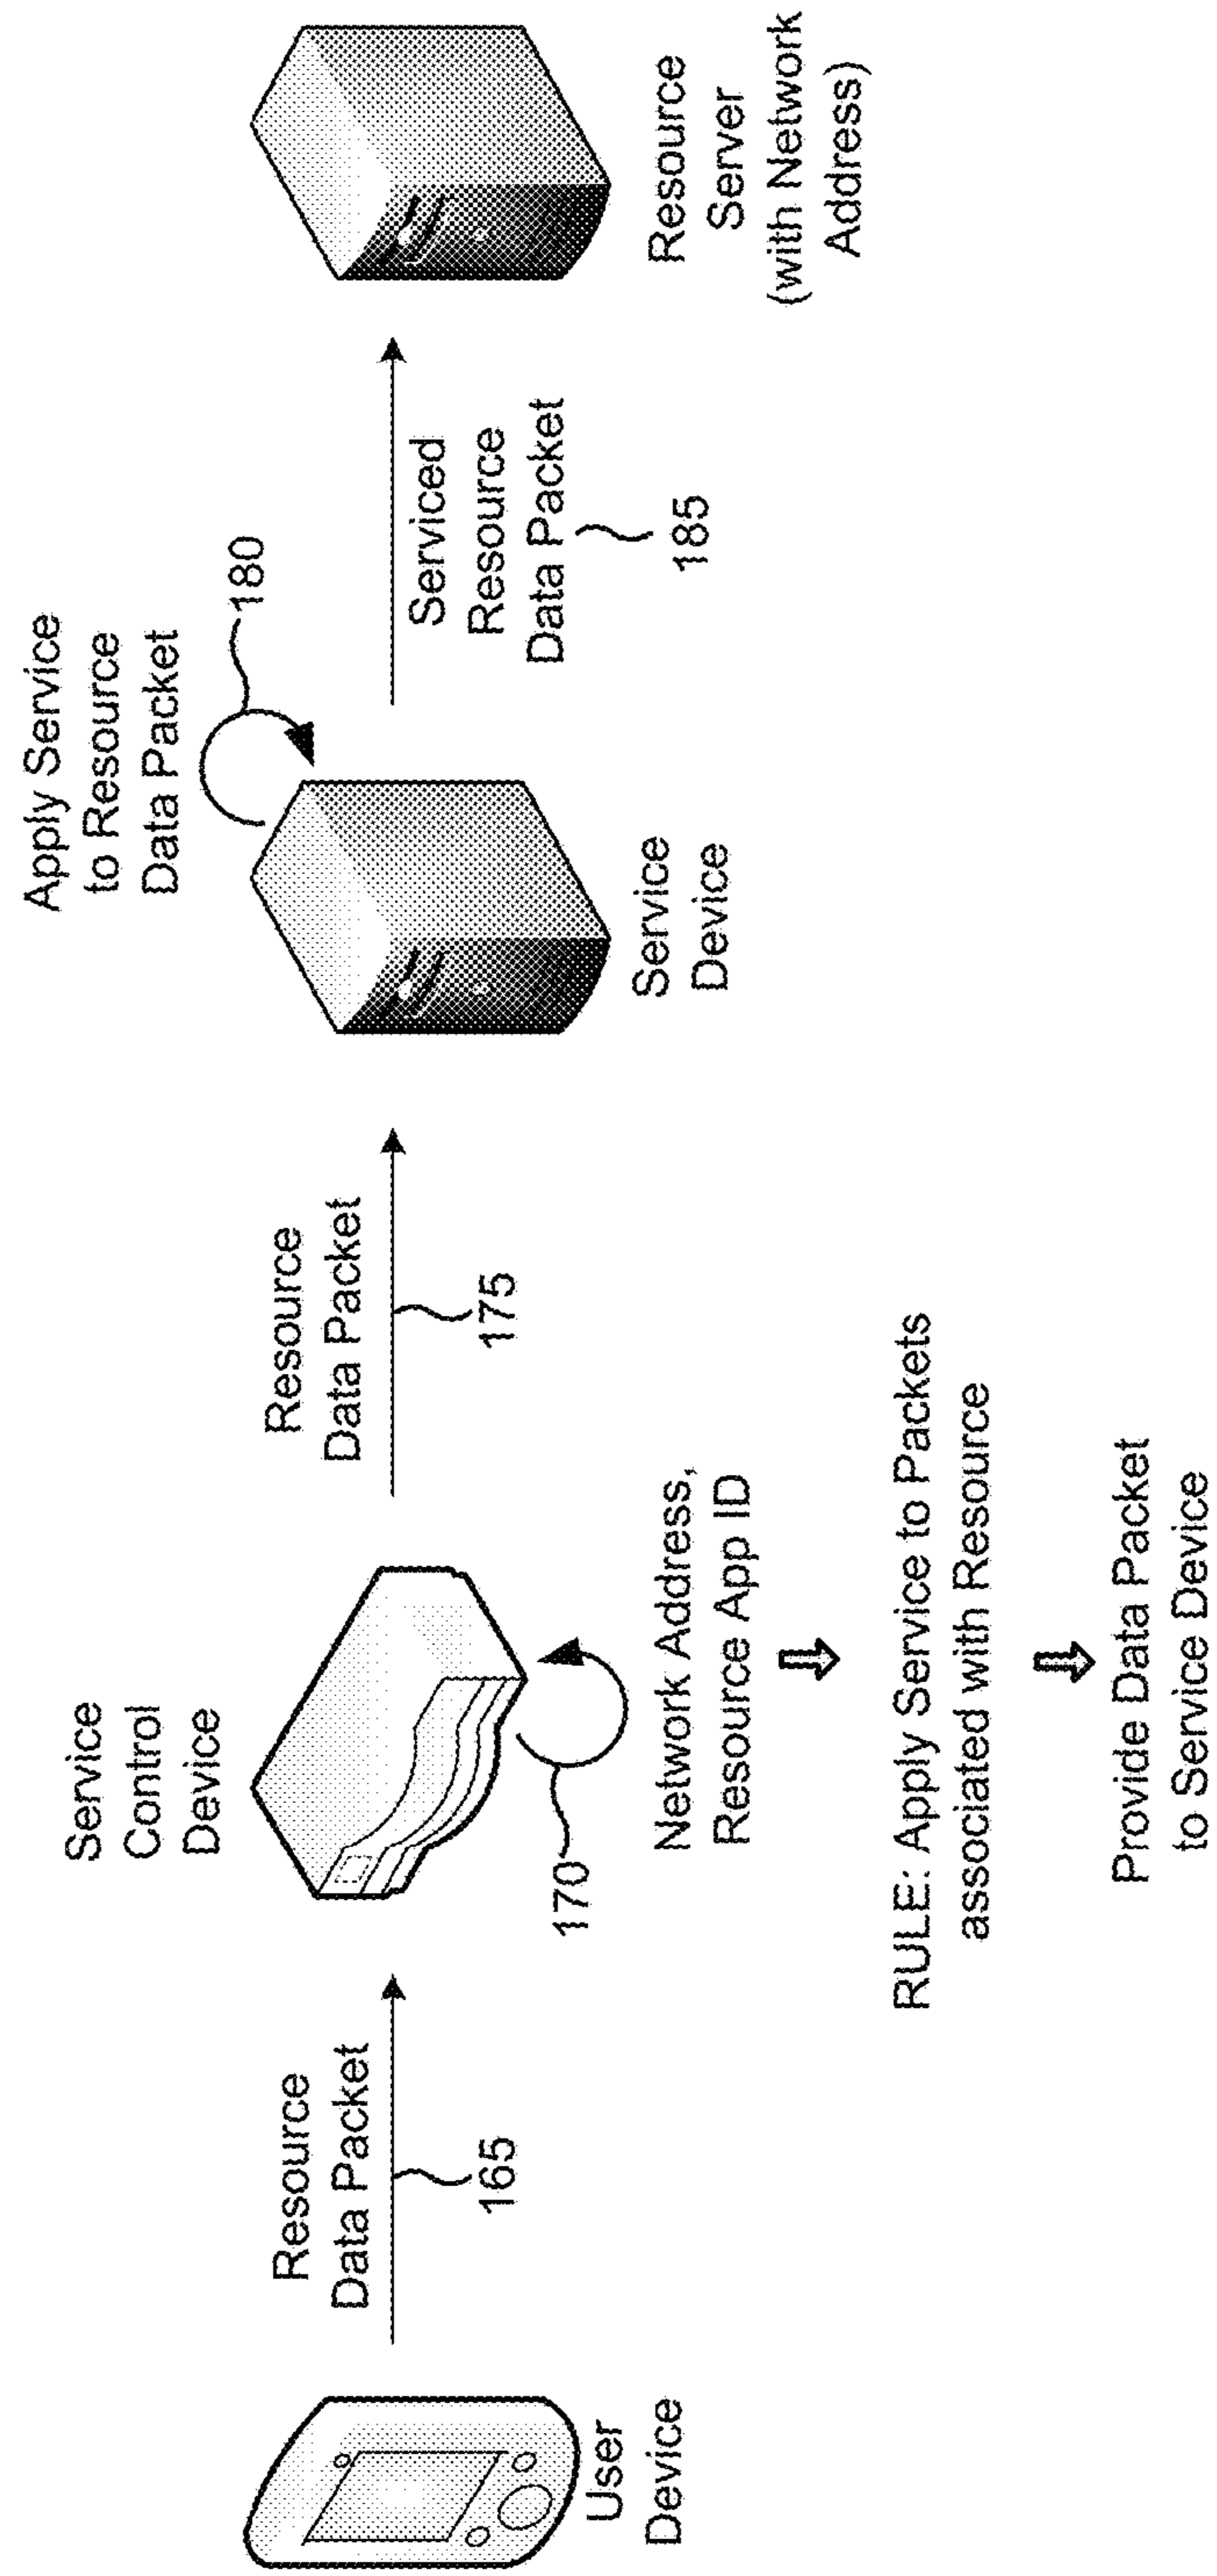 Resource
Data Packet
165
User
Device
Service
Control
Device
170
Network Address,
Resource App ID
RULE: Apply Service to Packets
associated with Resource
Provide Data Packet
to Service Device
Resource
Data Packet
175
Apply Service
to Resource
Data Packet
180
Service
Device
Serviced
Resource
Data Packet
185
Resource
Server
(with Network
Address)